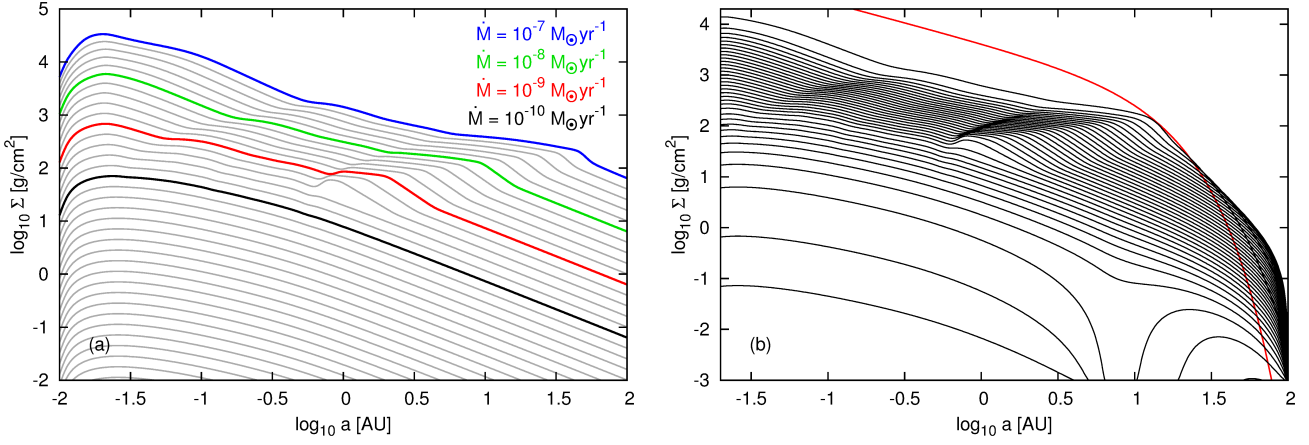 5
4
3
2
1
0
-1
-2
log10 Σ [g/cm2]
Ṁ = 10-7 M⊙yr-1
Ṁ = 10-8 M⊙yr-1
Ṁ = 10-9 M⊙yr-1
Ṁ = 10-10 M⊙yr-1
(a)
-2 -1.5 -1 -0.5 0 0.5 1 1.5 2
log10 a [AU]
4
3
2
1
0
-1
-2
-3
log10 Σ [g/cm2]
(b)
-1.5 -1 -0.5 0 0.5 1 1.5 2
log10 a [AU]